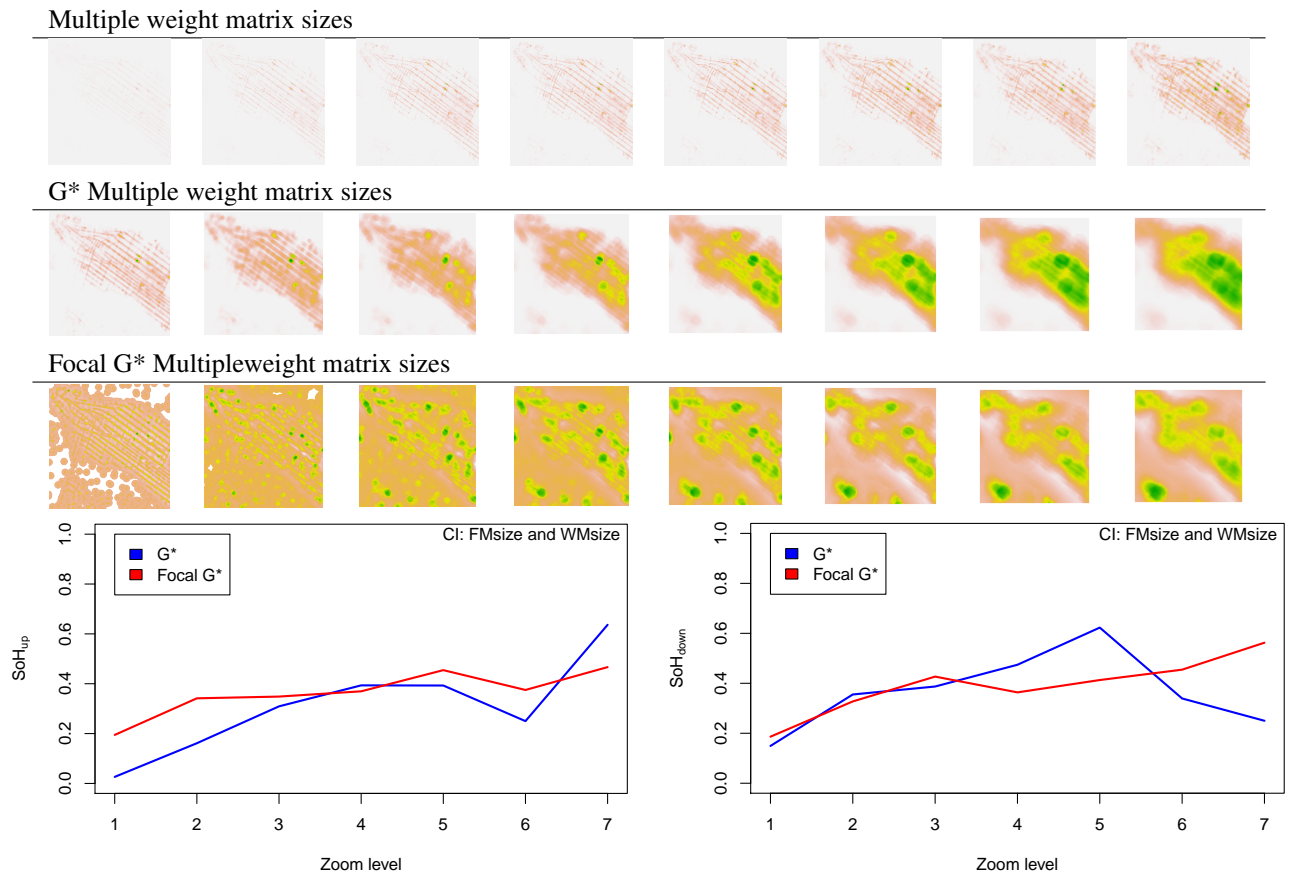 Multiple weight matrix sizes
G* Multiple weight matrix sizes
Focal G* Multipleweight matrix sizes
CI: FMsize and WMsize
G*
Focal G*
SoHup
0.0 0.2 0.4 0.6 0.8 1.0
1 2 3 4 5 6 7
Zoom level
CI: FMsize and WMsize
G*
Focal G*
SoHdown
0.0 0.2 0.4 0.6 0.8 1.0
1 2 3 4 5 6 7
Zoom level